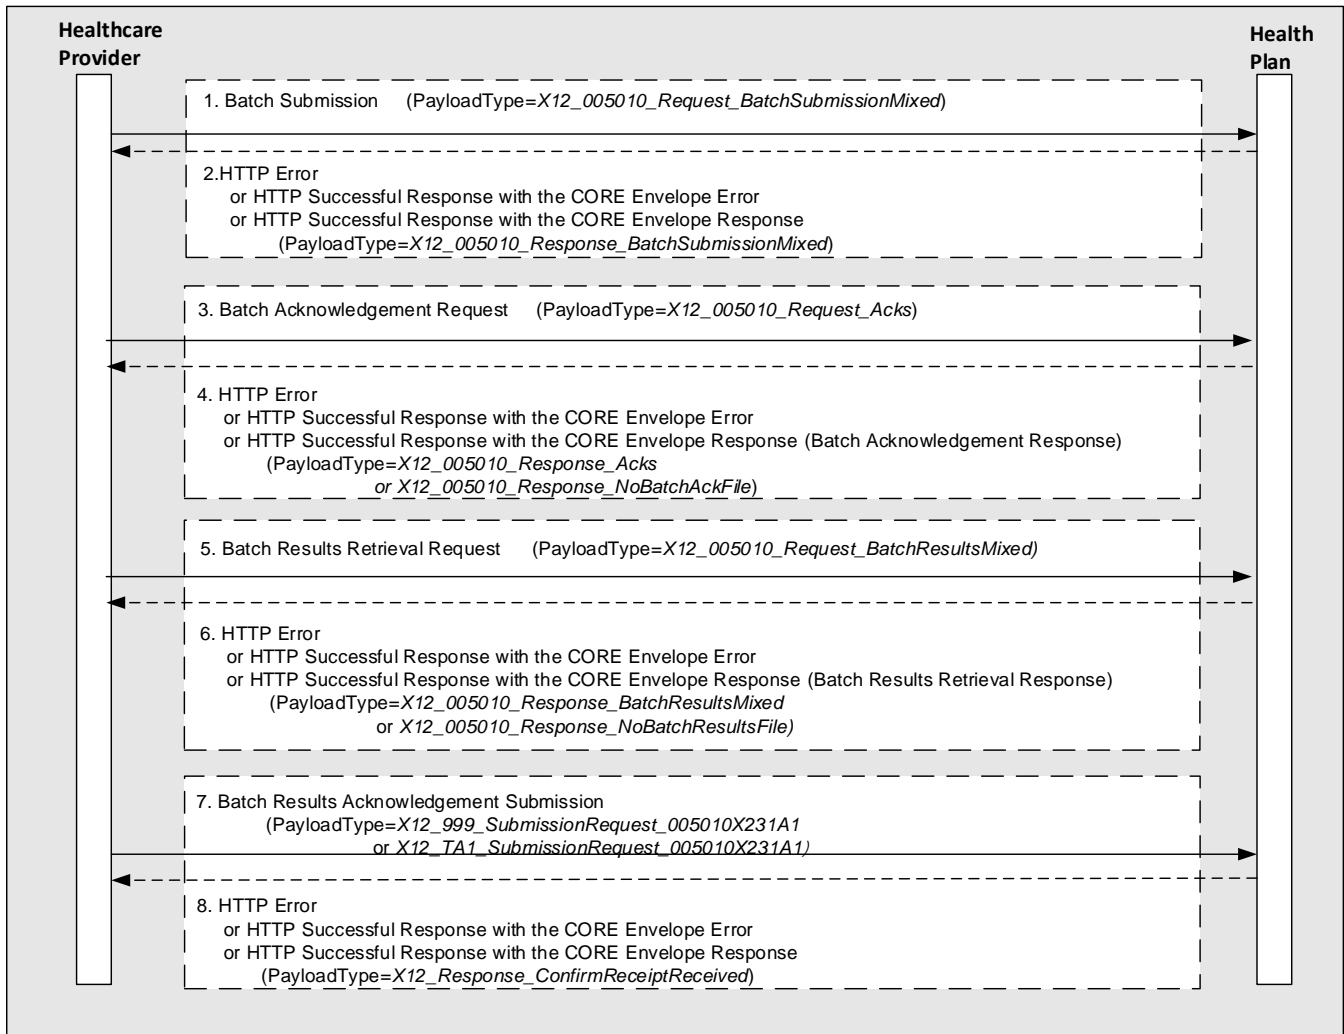 Healthcare
Provider
Health
Plan
1. Batch Submission (PayloadType=X12_005010_Request_BatchSubmissionMixed)
2.HTTP Error
or HTTP Successful Response with the CORE Envelope Error
or HTTP Successful Response with the CORE Envelope Response
(PayloadType=X12_005010_Response_BatchSubmissionMixed)
3. Batch Acknowledgement Request (PayloadType=X12_005010_Request_Acks)
4. HTTP Error
or HTTP Successful Response with the CORE Envelope Error
or HTTP Successful Response with the CORE Envelope Response (Batch Acknowledgement Response)
(PayloadType=X12_005010_Response_Acks
or X12_005010_Response_NoBatchAckFile)
5. Batch Results Retrieval Request (PayloadType=X12_005010_Request_BatchResultsMixed)
6. HTTP Error
or HTTP Successful Response with the CORE Envelope Error
or HTTP Successful Response with the CORE Envelope Response (Batch Results Retrieval Response)
(PayloadType=X12_005010_Response_BatchResultsMixed
or X12_005010_Response_NoBatchResultsFile)
7. Batch Results Acknowledgement Submission
(PayloadType=X12_999_SubmissionRequest_005010X231A1
or X12_TA1_SubmissionRequest_005010X231A1)
8. HTTP Error
or HTTP Successful Response with the CORE Envelope Error
or HTTP Successful Response with the CORE Envelope Response
(PayloadType=X12_Response_ConfirmReceiptReceived)